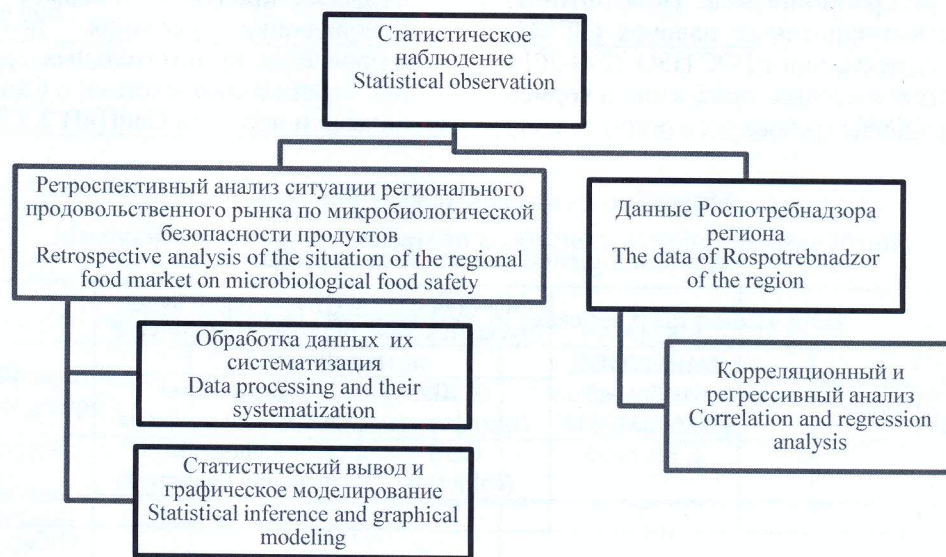 Статистическое
наблюдение
Statistical observation
Ретроспективный анализ ситуации регионального
продовольственного рынка по микробиологической
безопасности продуктов
Retrospective analysis of the situation of the regional
food market on microbiological food safety
Данные Роспотребнадзора
региона
The data of Rospotrebnadzor
of the region
Обработка данных их
систематизация
Data processing and their
systematization
Корреляционный и
регрессивный анализ
Correlation and regression
analysis
Статистический вывод и
графическое моделирование
Statistical inference and graphical
modeling